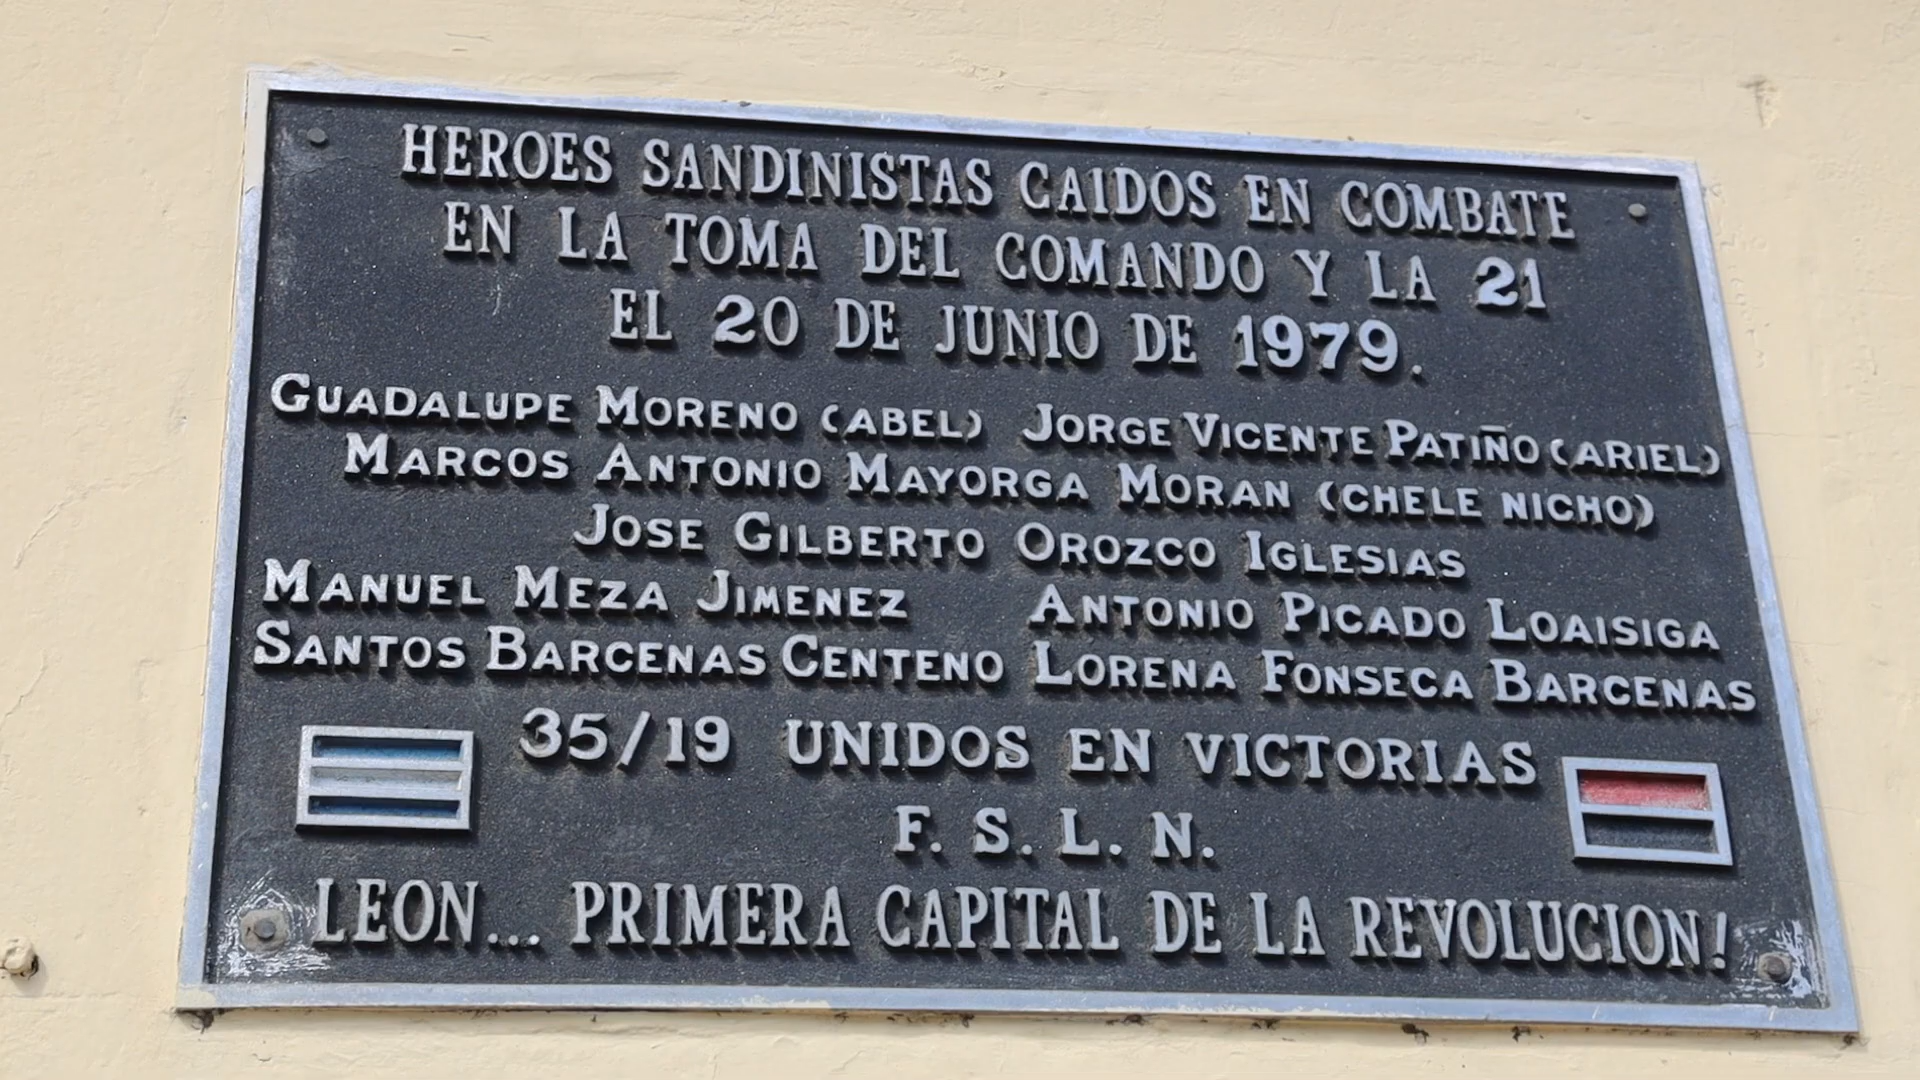 HEROES SANDINISTAS CAIDOS EN COMBATE
EN LA TOMA DEL COMANDO Y LA 21
EL 20 DE JUNIO DE 1979.
GUADALUPE MORENO (ABEL) JORGE VICENTE PATIÑO (ARIEL)
MARCOS ANTONIO MAYORGA MORAN (CHELE NICHO)
JOSE GILBERTO OROZCO IGLESIAS
MANUEL MEZA JIMENEZ ANTONIO PICADO LOAISIGA
SANTOS BARCENAS CENTENO LORENA FONSECA BARCENAS
35/19 UNIDOS EN VICTORIAS
F. S. L. N.
LEON... PRIMERA CAPITAL DE LA REVOLUCION!